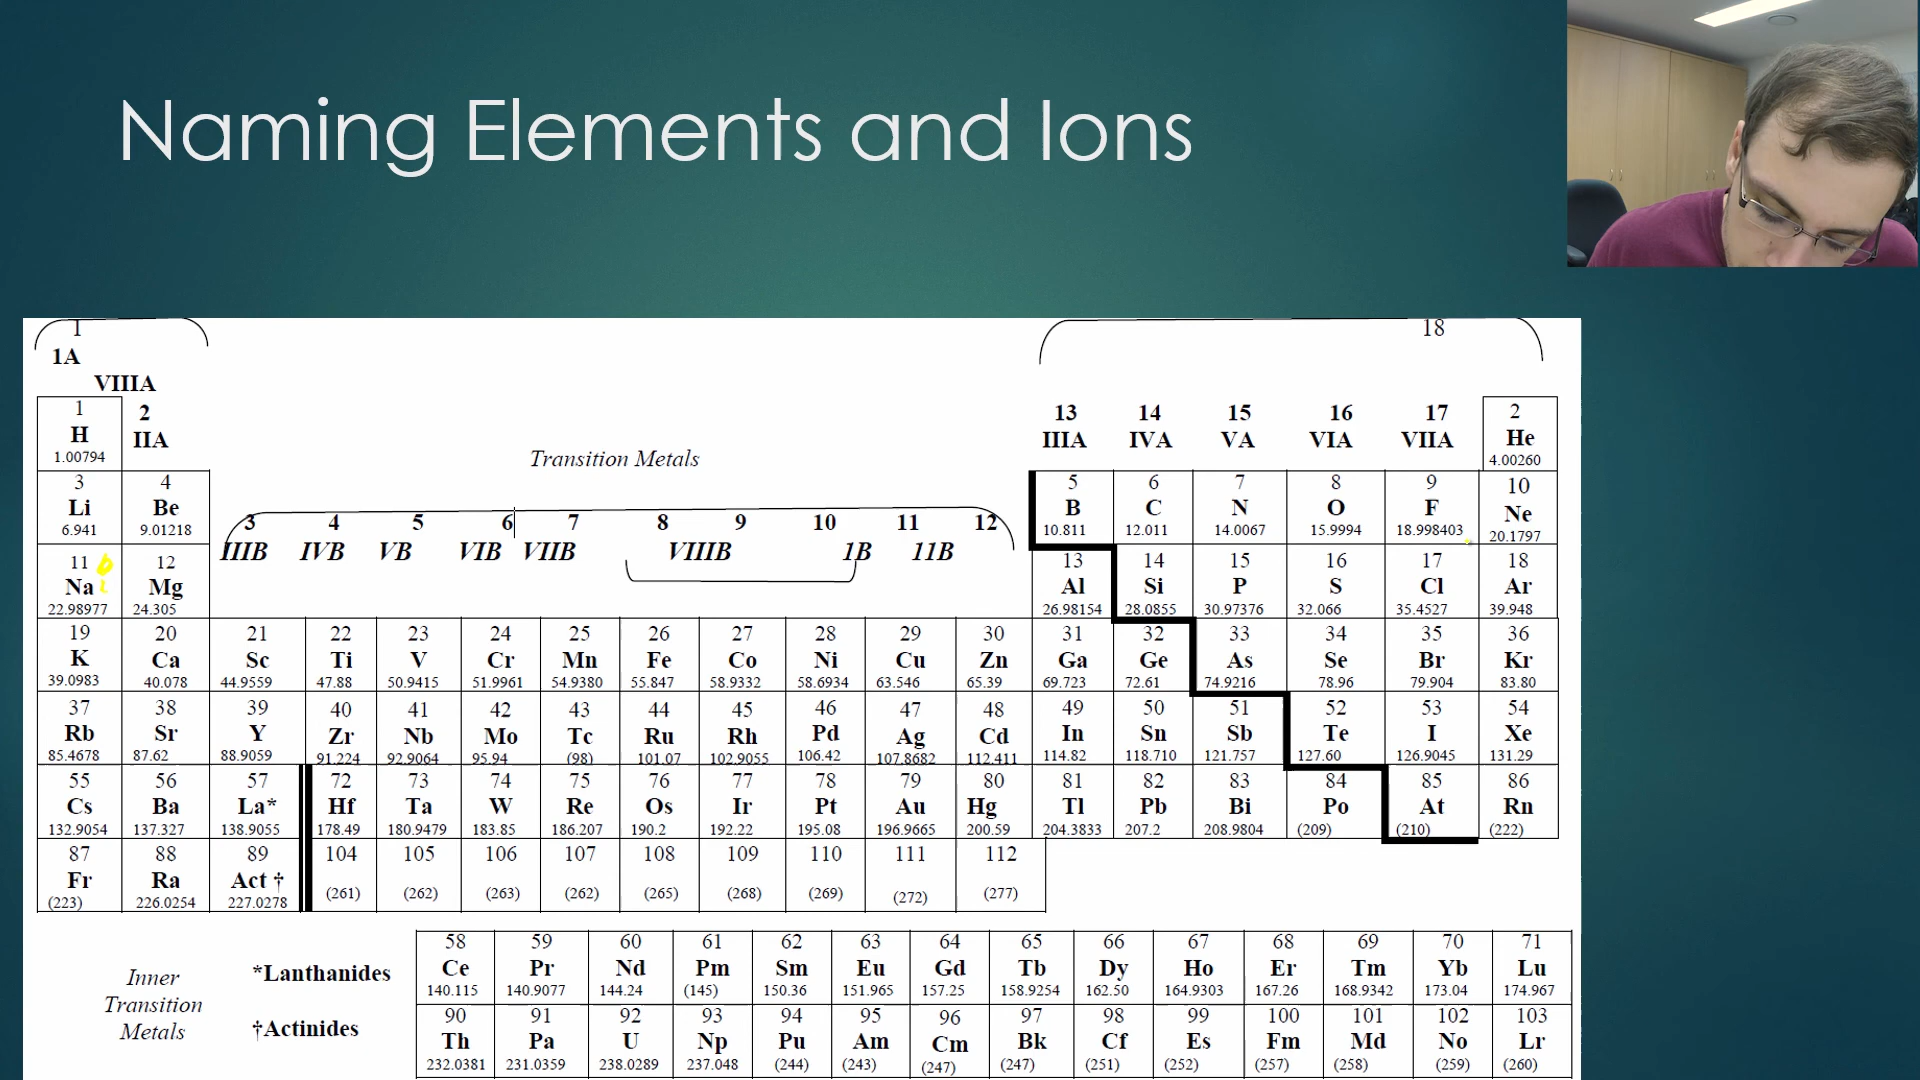 Naming Elements and Ions
1 18
1A
VIIIA
2 13 14 15 16 17
IIA IIIA IVA VA VIA VIIA
Transition Metals
3 4 5 6 7 8 9 10 11 12
IIIB IVB VB VIB VIIB VIIIB 1B 11B
1 2
H He
1.00794 4.00260
3 4 5 6 7 8 9 10
Li Be B C N O F Ne
6.941 9.01218 10.811 12.011 14.0067 15.9994 18.998403 20.1797
11 12 13 14 15 16 17 18
Na Mg Al Si P S Cl Ar
22.98977 24.305 26.98154 28.0855 30.97376 32.066 35.4527 39.948
19 20 21 22 23 24 25 26 27 28 29 30 31 32 33 34 35 36
K Ca Sc Ti V Cr Mn Fe Co Ni Cu Zn Ga Ge As Se Br Kr
39.0983 40.078 44.9559 47.88 50.9415 51.9961 54.9380 55.847 58.9332 58.6934 63.546 65.39 69.723 72.61 74.9216 78.96 79.904 83.80
37 38 39 40 41 42 43 44 45 46 47 48 49 50 51 52 53 54
Rb Sr Y Zr Nb Mo Tc Ru Rh Pd Ag Cd In Sn Sb Te I Xe
85.4678 87.62 88.9059 91.224 92.9064 95.94 (98) 101.07 102.9055 106.42 107.8682 112.411 114.82 118.710 121.757 127.60 126.9045 131.29
55 56 57 72 73 74 75 76 77 78 79 80 81 82 83 84 85 86
Cs Ba La* Hf Ta W Re Os Ir Pt Au Hg Tl Pb Bi Po At Rn
132.9054 137.327 138.9055 178.49 180.9479 183.85 186.207 190.2 192.22 195.08 196.9665 200.59 204.3833 207.2 208.9804 (209) (210) (222)
87 88 89 104 105 106 107 108 109 110 111 112
Fr Ra Act †
(223) 226.0254 227.0278 (261) (262) (263) (262) (265) (268) (269) (272) (277)
Inner
Transition
Metals
*Lanthanides
58 59 60 61 62 63 64 65 66 67 68 69 70 71
Ce Pr Nd Pm Sm Eu Gd Tb Dy Ho Er Tm Yb Lu
140.115 140.9077 144.24 (145) 150.36 151.965 157.25 158.9254 162.50 164.9303 167.26 168.9342 173.04 174.967
†Actinides
90 91 92 93 94 95 96 97 98 99 100 101 102 103
Th Pa U Np Pu Am Cm Bk Cf Es Fm Md No Lr
232.0381 231.0359 238.0289 237.048 (244) (243) (247) (247) (251) (252) (257) (258) (259) (260)